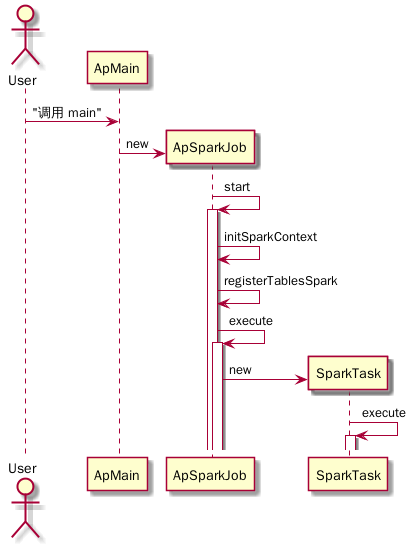 User
ApMain
"调用 main"
new
ApSparkJob
start
initSparkContext
registerTablesSpark
execute
new
SparkTask
execute
User
ApMain
ApSparkJob
SparkTask